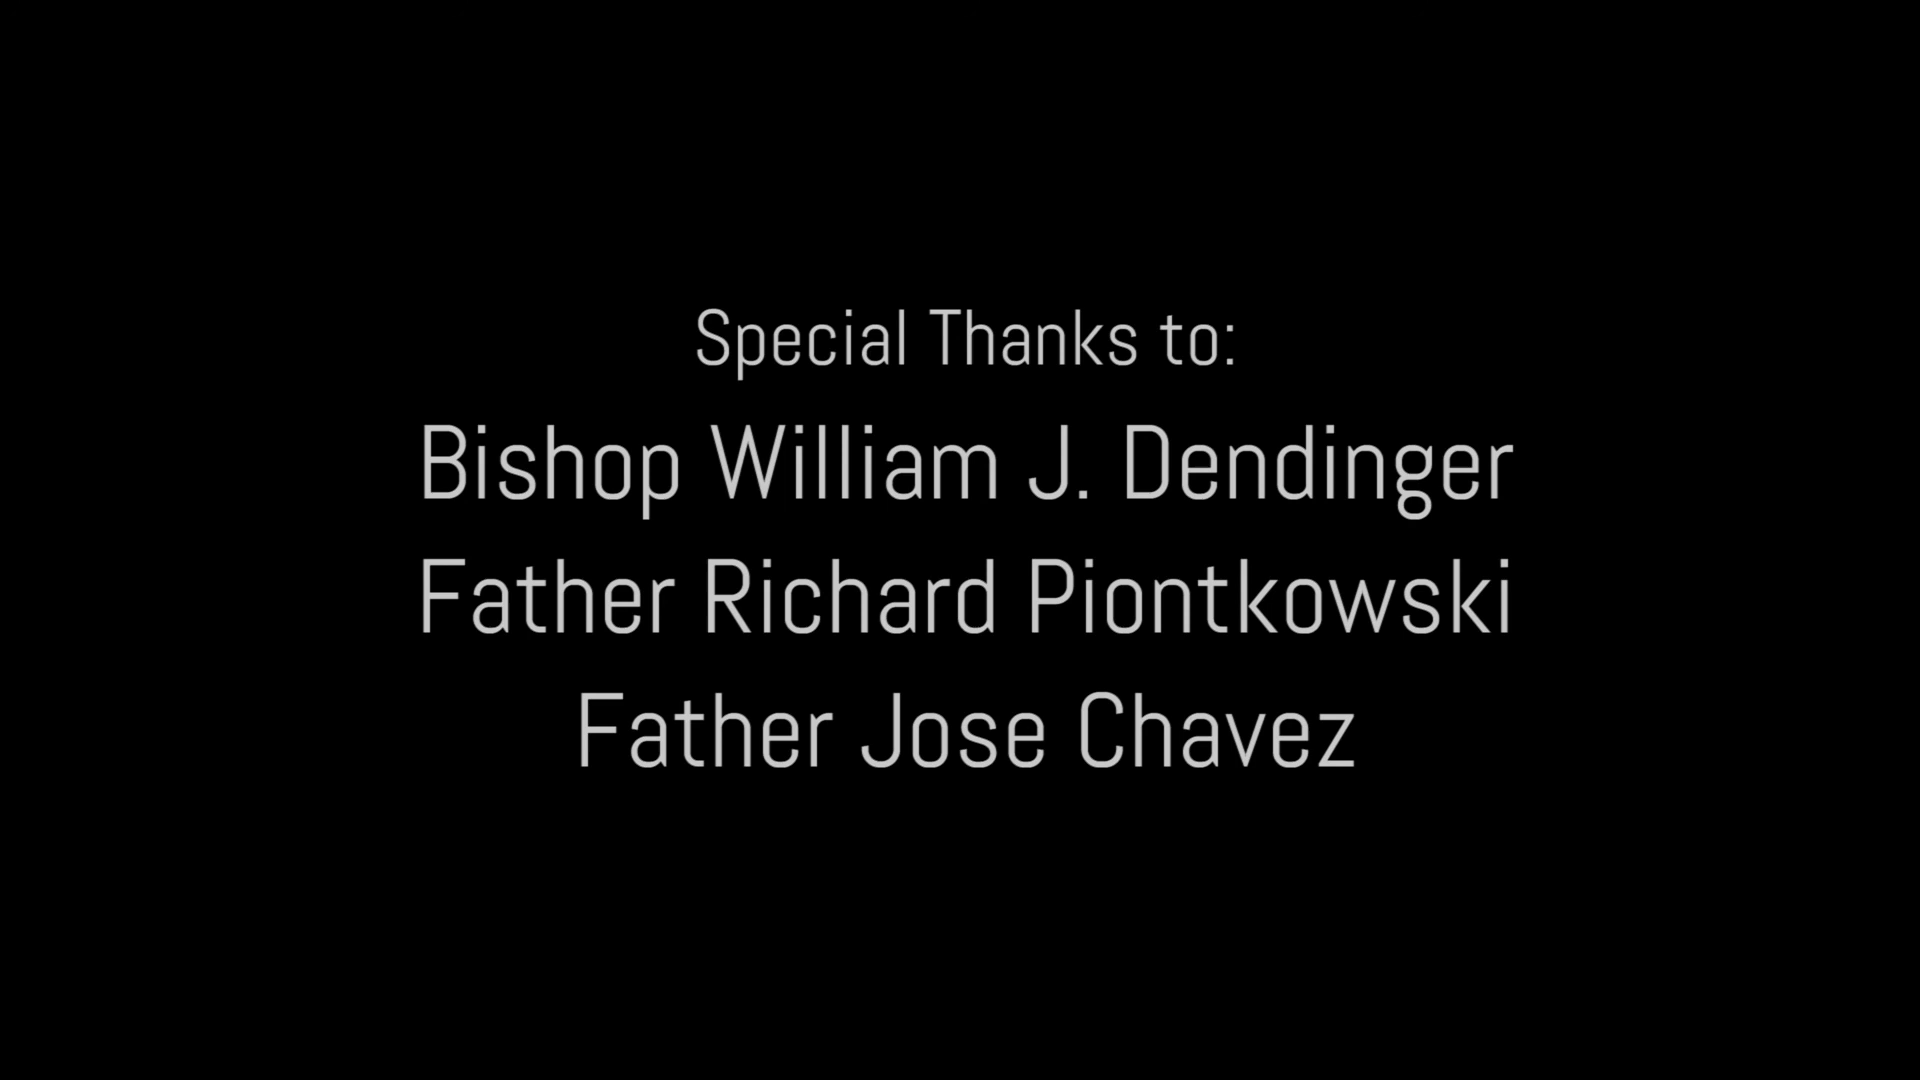 Special Thanks to:
Bishop William J. Dendinger
Father Richard Piontkowski
Father Jose Chavez